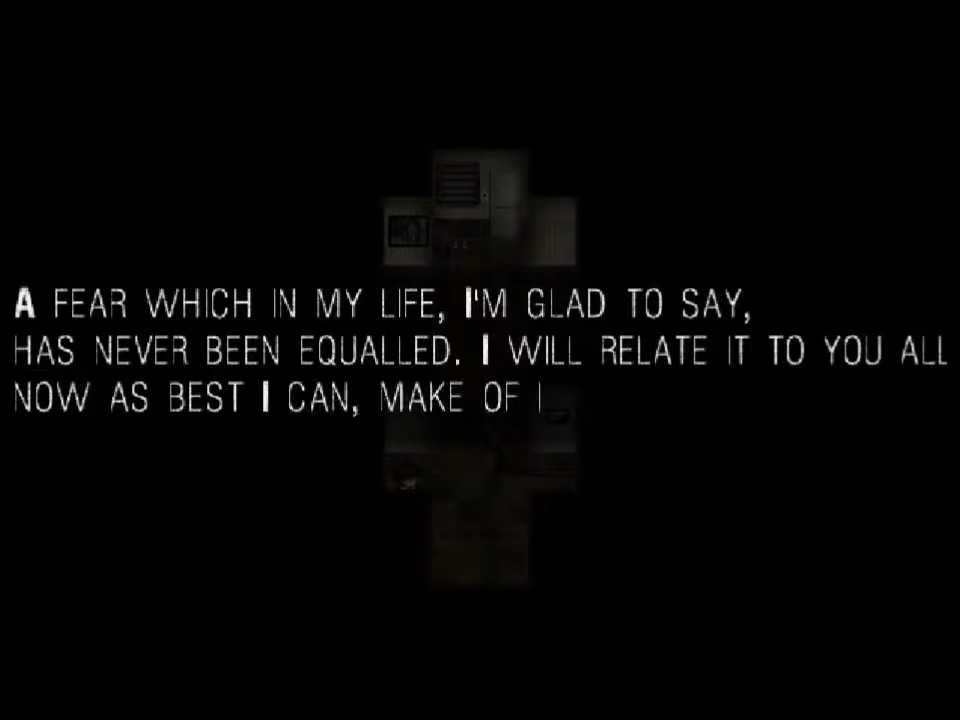 A FEAR WHICH IN MY LIFE, I'M GLAD TO SAY,
HAS NEVER BEEN EQUALLED. I WILL RELATE IT TO YOU ALL
NOW AS BEST I CAN, MAKE OF I